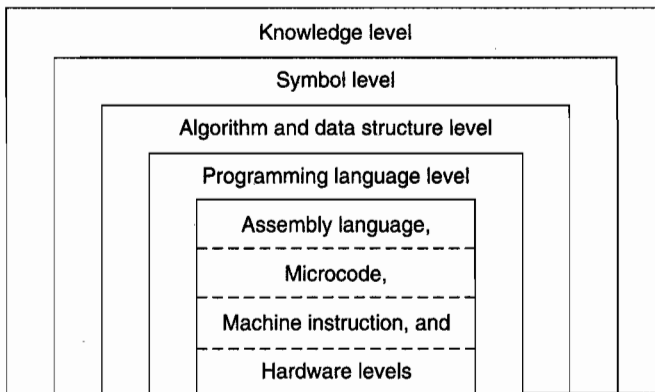 Knowledge level
Symbol level
Algorithm and data structure level
Programming language level
Assembly language,
Microcode,
Machine instruction, and
Hardware levels